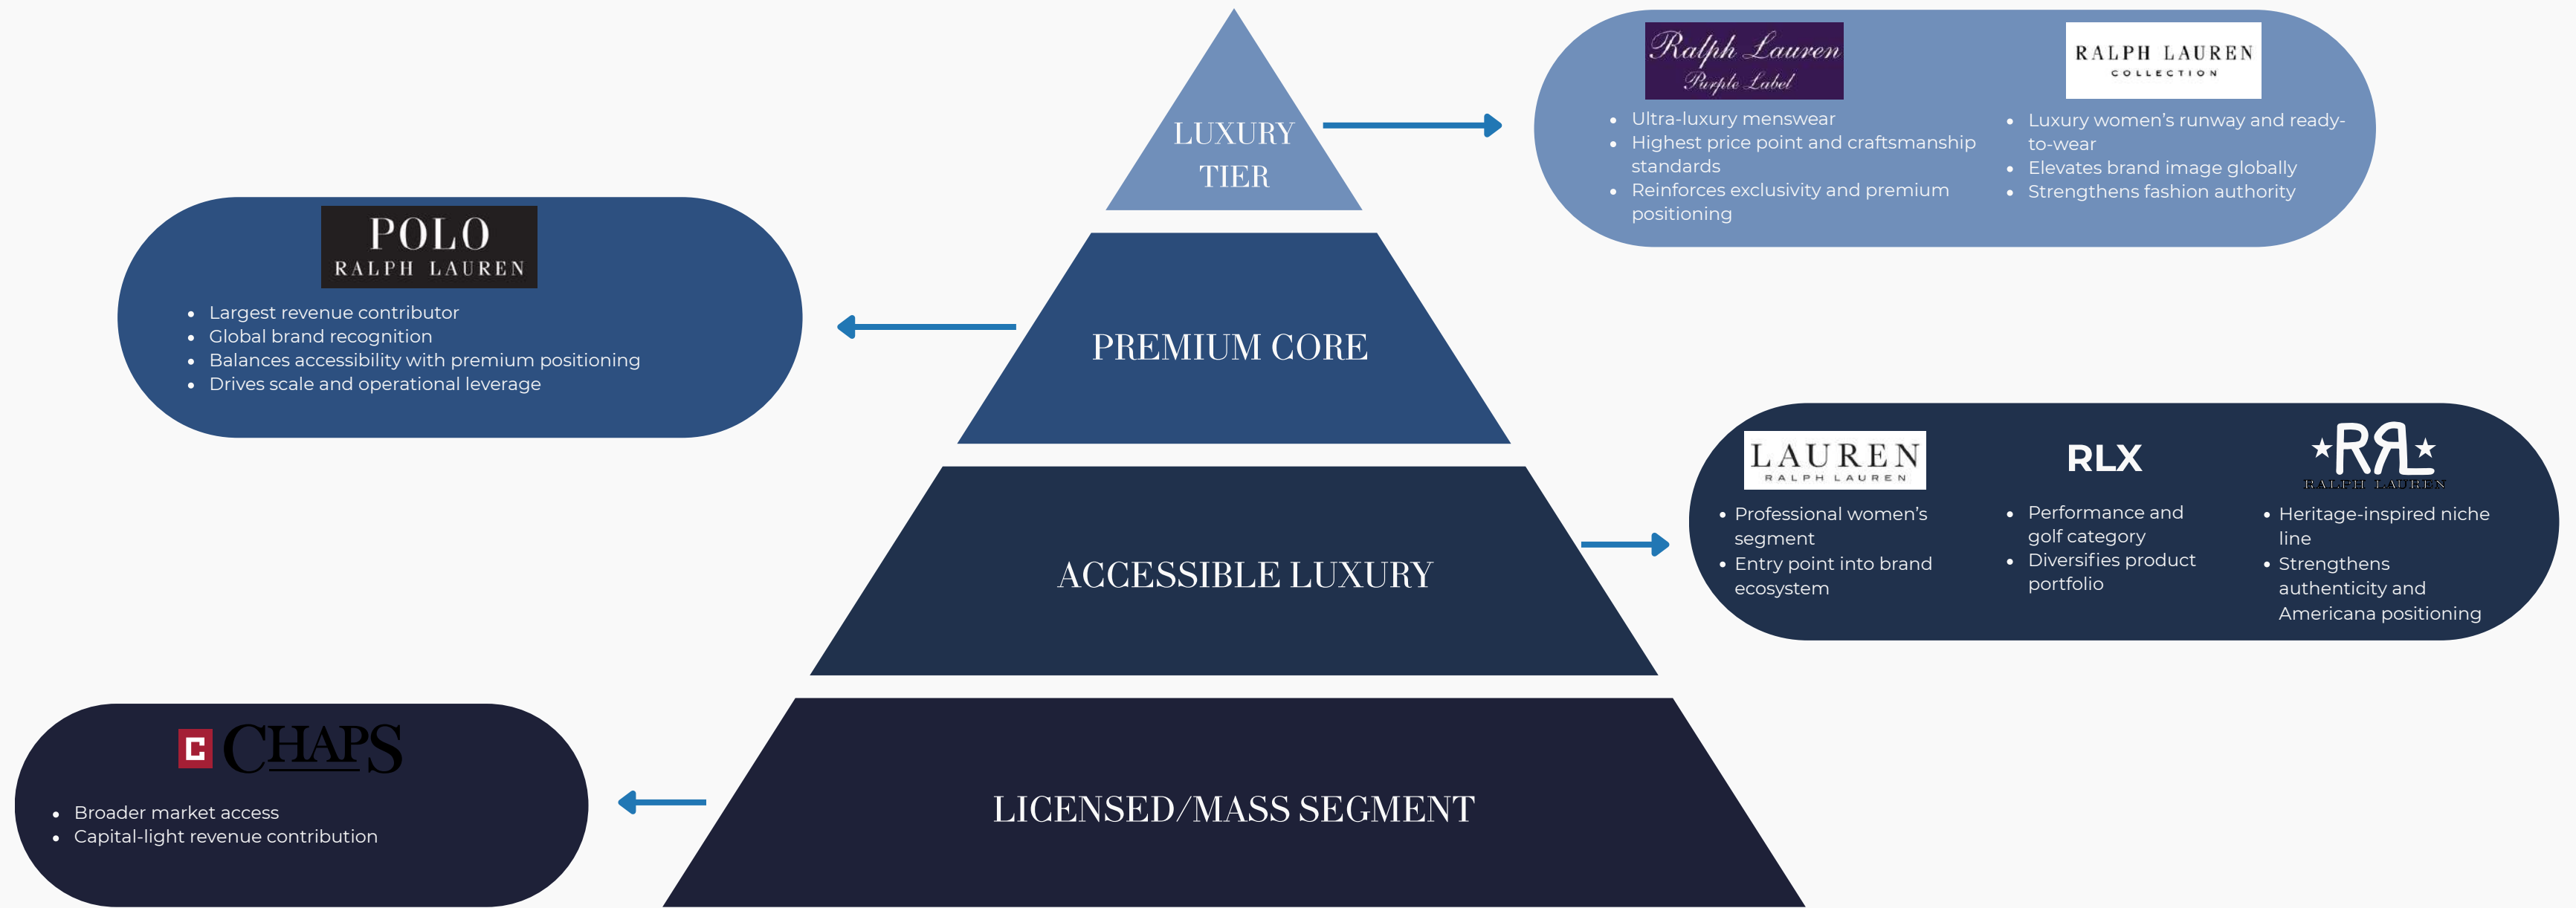 LUXURY
TIER
Ralph Lauren
Purple Label
• Ultra-luxury menswear
• Highest price point and craftsmanship
standards
• Reinforces exclusivity and premium
positioning
RALPH LAUREN
COLLECTION
• Luxury women's runway and ready-
to-wear
• Elevates brand image globally
• Strengthens fashion authority
POLO
RALPH LAUREN
• Largest revenue contributor
• Global brand recognition
• Balances accessibility with premium positioning
• Drives scale and operational leverage
PREMIUM CORE
ACCESSIBLE LUXURY
LAUREN
RALPH LAUREN
• Professional women's
segment
• Entry point into brand
ecosystem
RLX
• Performance and
golf category
• Diversifies product
portfolio
RRL
RALPH LAUREN
• Heritage-inspired niche
line
• Strengthens
authenticity and
Americana positioning
C CHAPS
• Broader market access
• Capital-light revenue contribution
LICENSED/MASS SEGMENT